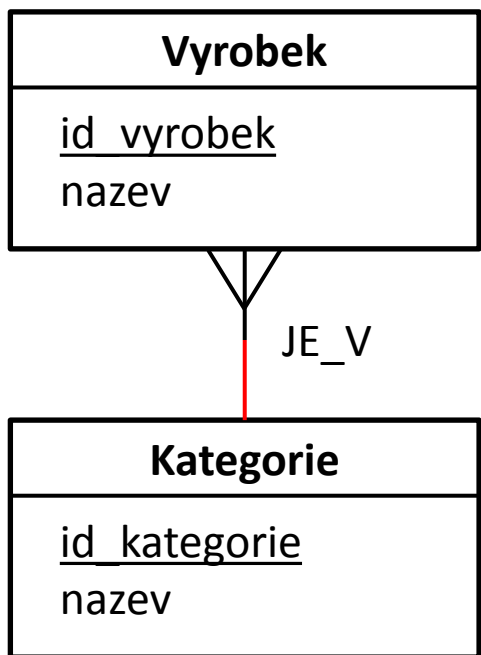 Vyrobek
id_vyrobek
nazev
JE_V
Kategorie
id_kategorie
nazev